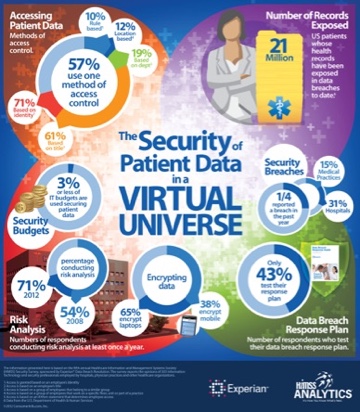 Accessing
Patient Data
Methods of
access
control.
10%
Rule
based
12%
Location
based
19%
Based
on dept
57%
use one
method of
access
control
71%
Based on
identity
61%
Based
on title
Number of Records
Exposed
US patients
whose
health
records
have been
exposed
in data
breaches
to date
21
Million
The Security of
Patient Data
in a
VIRTUAL
UNIVERSE
3%
or less of
IT budgets are
used securing
patient
data
Security
Budgets
Security
Breaches
15%
Medical
Practices
1/4
reported a
breach in the
past year
31%
Hospitals
percentage
conducting
risk analysis
71%
2012
54%
2008
Risk
Analysis
Numbers of respondents
conducting risk analysis at least once a year.
Encrypting
data
65%
encrypt
laptops
38%
encrypt
mobile
Only
43%
test their
response
plan
Data Breach
Response Plan
Number of respondents who
test their data breach response plan.
Experian
HIMSS
ANALYTICS